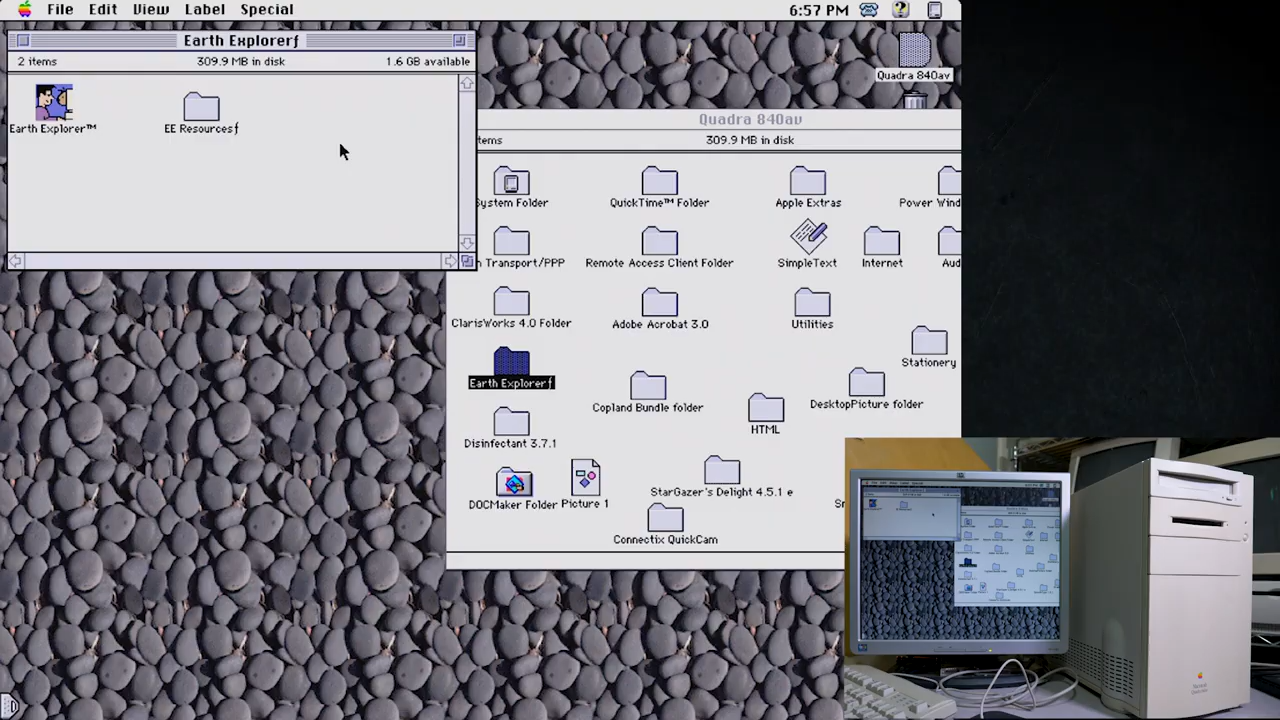 File Edit View Label Special 6:57 PM
Quadra 840av
Earth Explorerƒ
2 items 309.9 MB in disk 1.6 GB available
Earth Explorer™ EE Resourcesƒ
Quadra 840av
tems 309.9 MB in disk
System Folder QuickTime™ Folder Apple Extras Power Wind
n Transport/PPP Remote Access Client Folder SimpleText Internet Aud
ClarisWorks 4.0 Folder Adobe Acrobat 3.0 Utilities
Stationery
Earth Explorerƒ Copland Bundle folder HTML DesktopPicture folder
Disinfectant 3.7.1
DOCMaker Folder Picture 1 StarGazer's Delight 4.5.1 e Sn
Connectix QuickCam